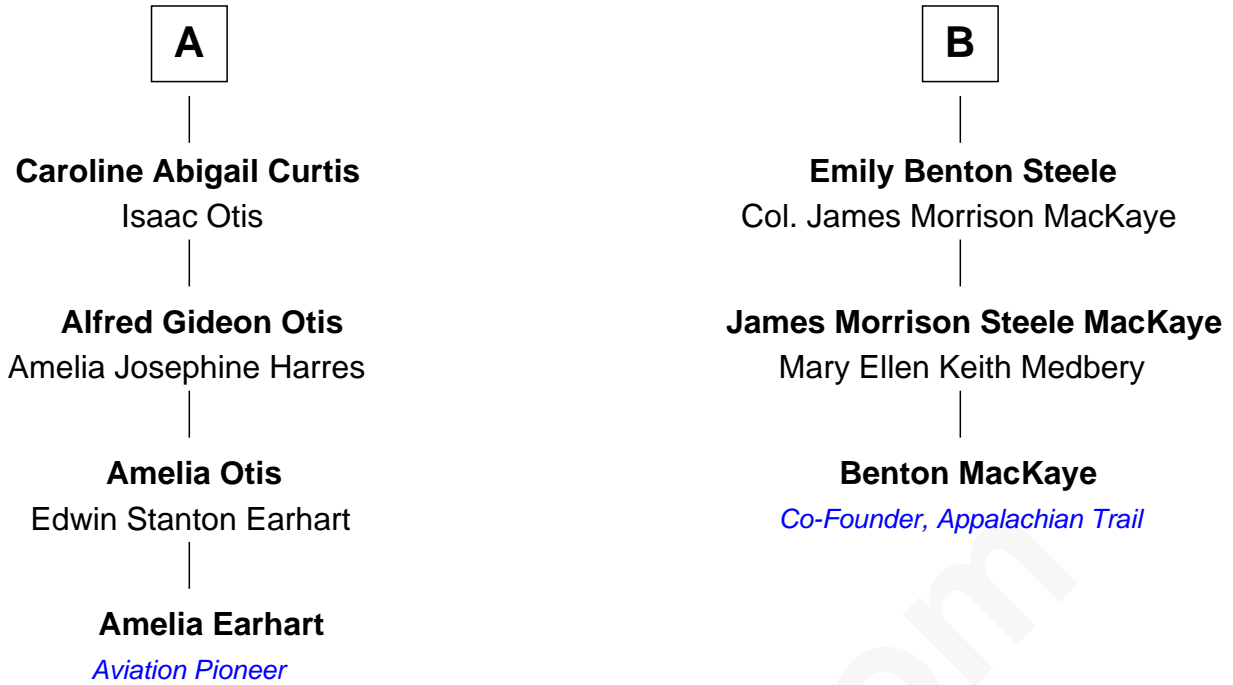 A
Caroline Abigail Curtis
Isaac Otis
Alfred Gideon Otis
Amelia Josephine Harres
Amelia Otis
Edwin Stanton Earhart
Amelia Earhart
Aviation Pioneer
B
Emily Benton Steele
Col. James Morrison MacKaye
James Morrison Steele MacKaye
Mary Ellen Keith Medbery
Benton MacKaye
Co-Founder, Appalachian Trail
om